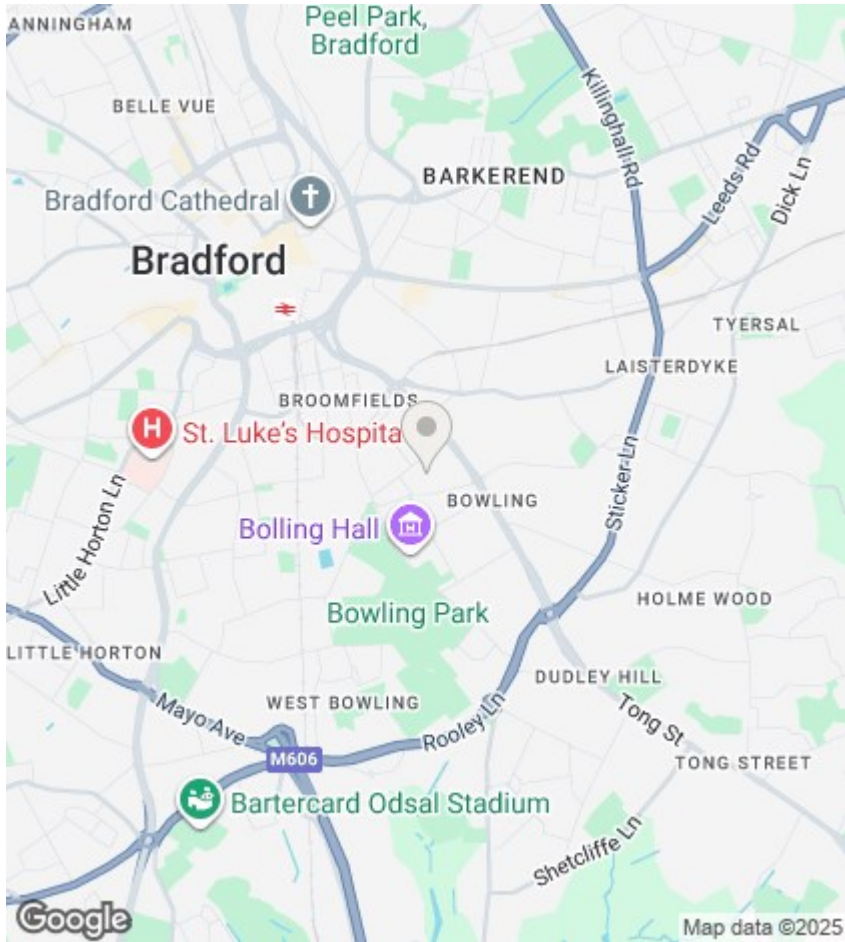 ANNINGHAM
Peel Park,
Bradford
BELLE VUE
Killinghall Rd
Leeds Rd
Dick Ln
BARKEREND
Bradford Cathedral
Bradford
TYERSAL
LAISTERDYKE
BROOMFIELDS
H
St. Luke's Hospita
Sticker Ln
BOWLING
Bolling Hall
Little Horton Ln
HOLME WOOD
Bowling Park
LITTLE HORTON
DUDLEY HILL
WEST BOWLING
Mayo Ave
Rooley Ln
Tong St
M606
TONG STREET
Bartercard Odsal Stadium
Shetcliffe Ln
Google
Map data ©2025